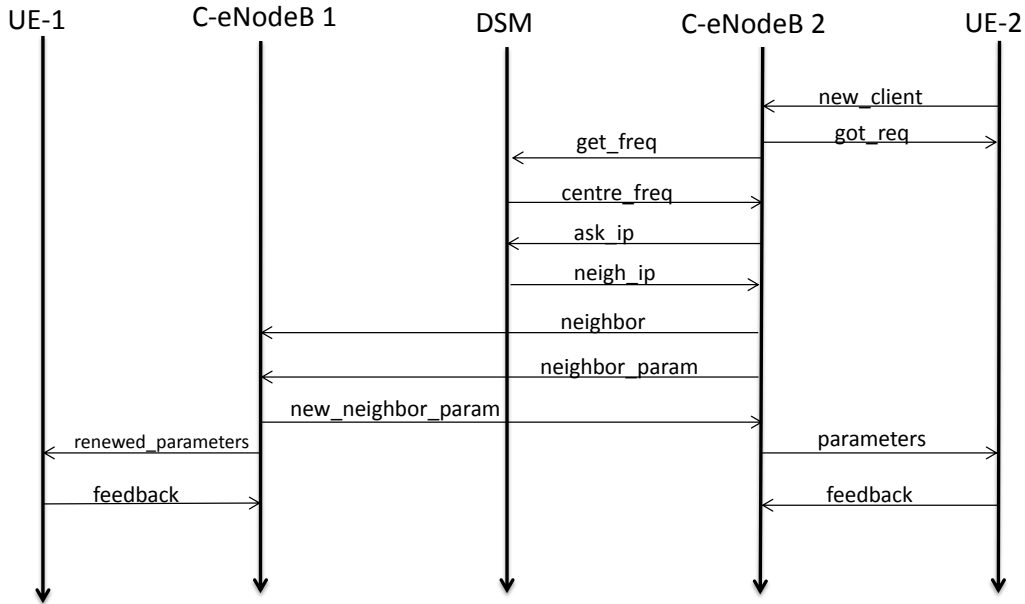 UE-1
C-eNodeB 1
DSM
C-eNodeB 2
UE-2
new_client
got_req
get_freq
centre_freq
ask_ip
neigh_ip
neighbor
neighbor_param
new_neighbor_param
renewed_parameters
parameters
feedback
feedback